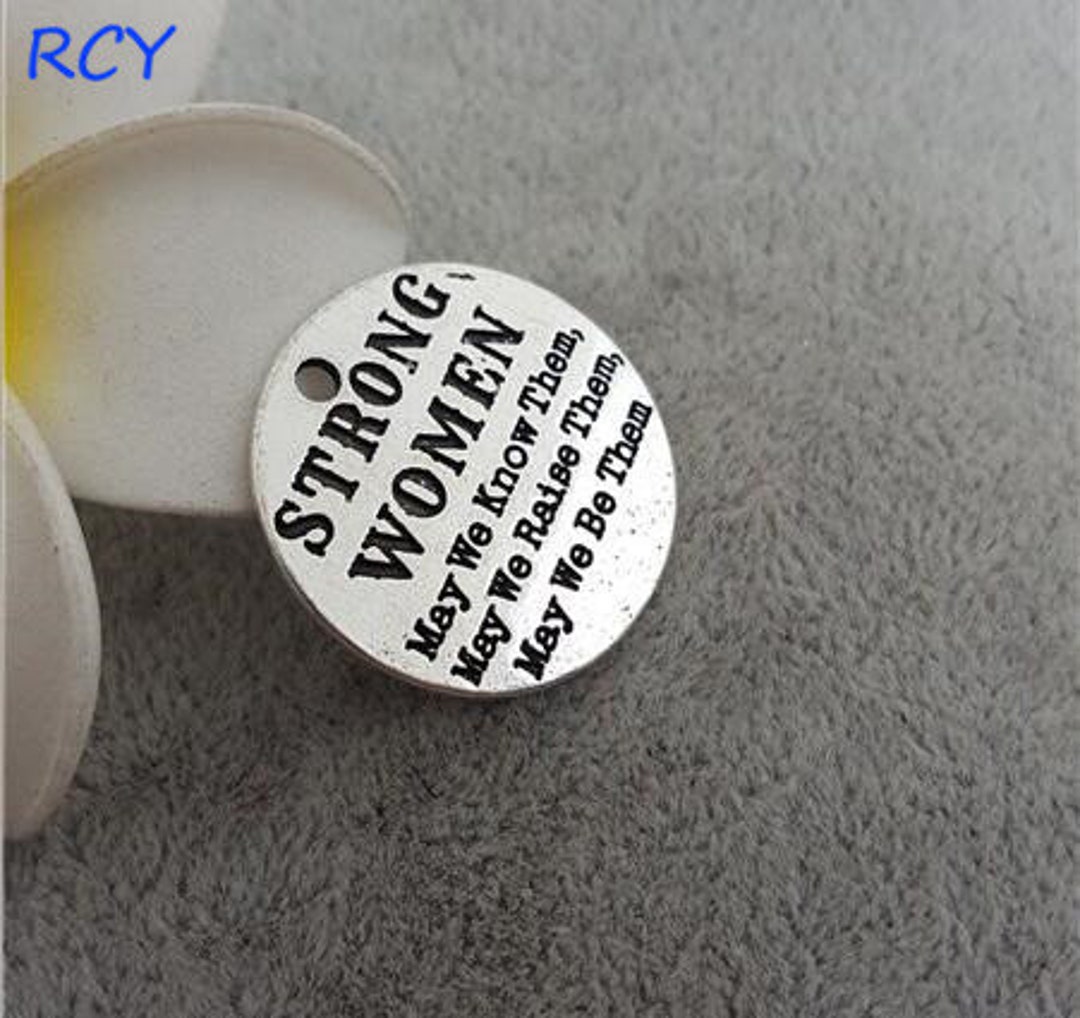 RCY
STRONG
WOMEN
May We Know Them,
May We Raise Them,
May We Be Them